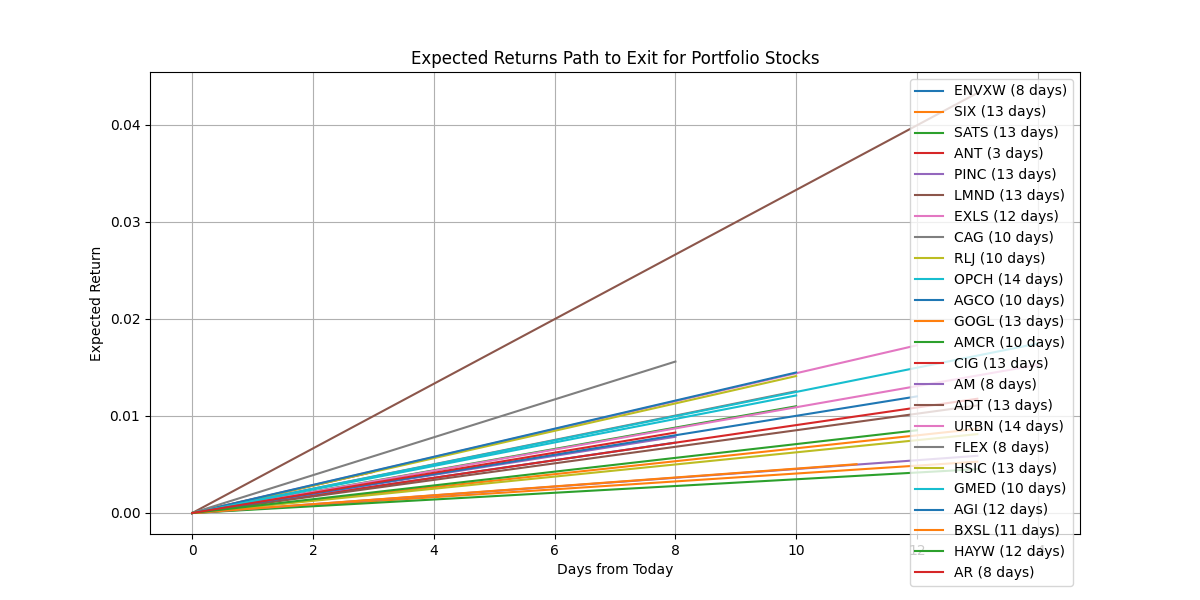 Expected Returns Path to Exit for Portfolio Stocks
Expected Return
0.04
0.03
0.02
0.01
0.00
0
2
4
6
8
10
12
Days from Today
ENVXW (8 days)
SIX (13 days)
SATS (13 days)
ANT (3 days)
PINC (13 days)
LMND (13 days)
EXLS (12 days)
CAG (10 days)
RLJ (10 days)
OPCH (14 days)
AGCO (10 days)
GOGL (13 days)
AMCR (10 days)
CIG (13 days)
AM (8 days)
ADT (13 days)
URBN (14 days)
FLEX (8 days)
HSIC (13 days)
GMED (10 days)
AGI (12 days)
BXSL (11 days)
HAYW (12 days)
AR (8 days)